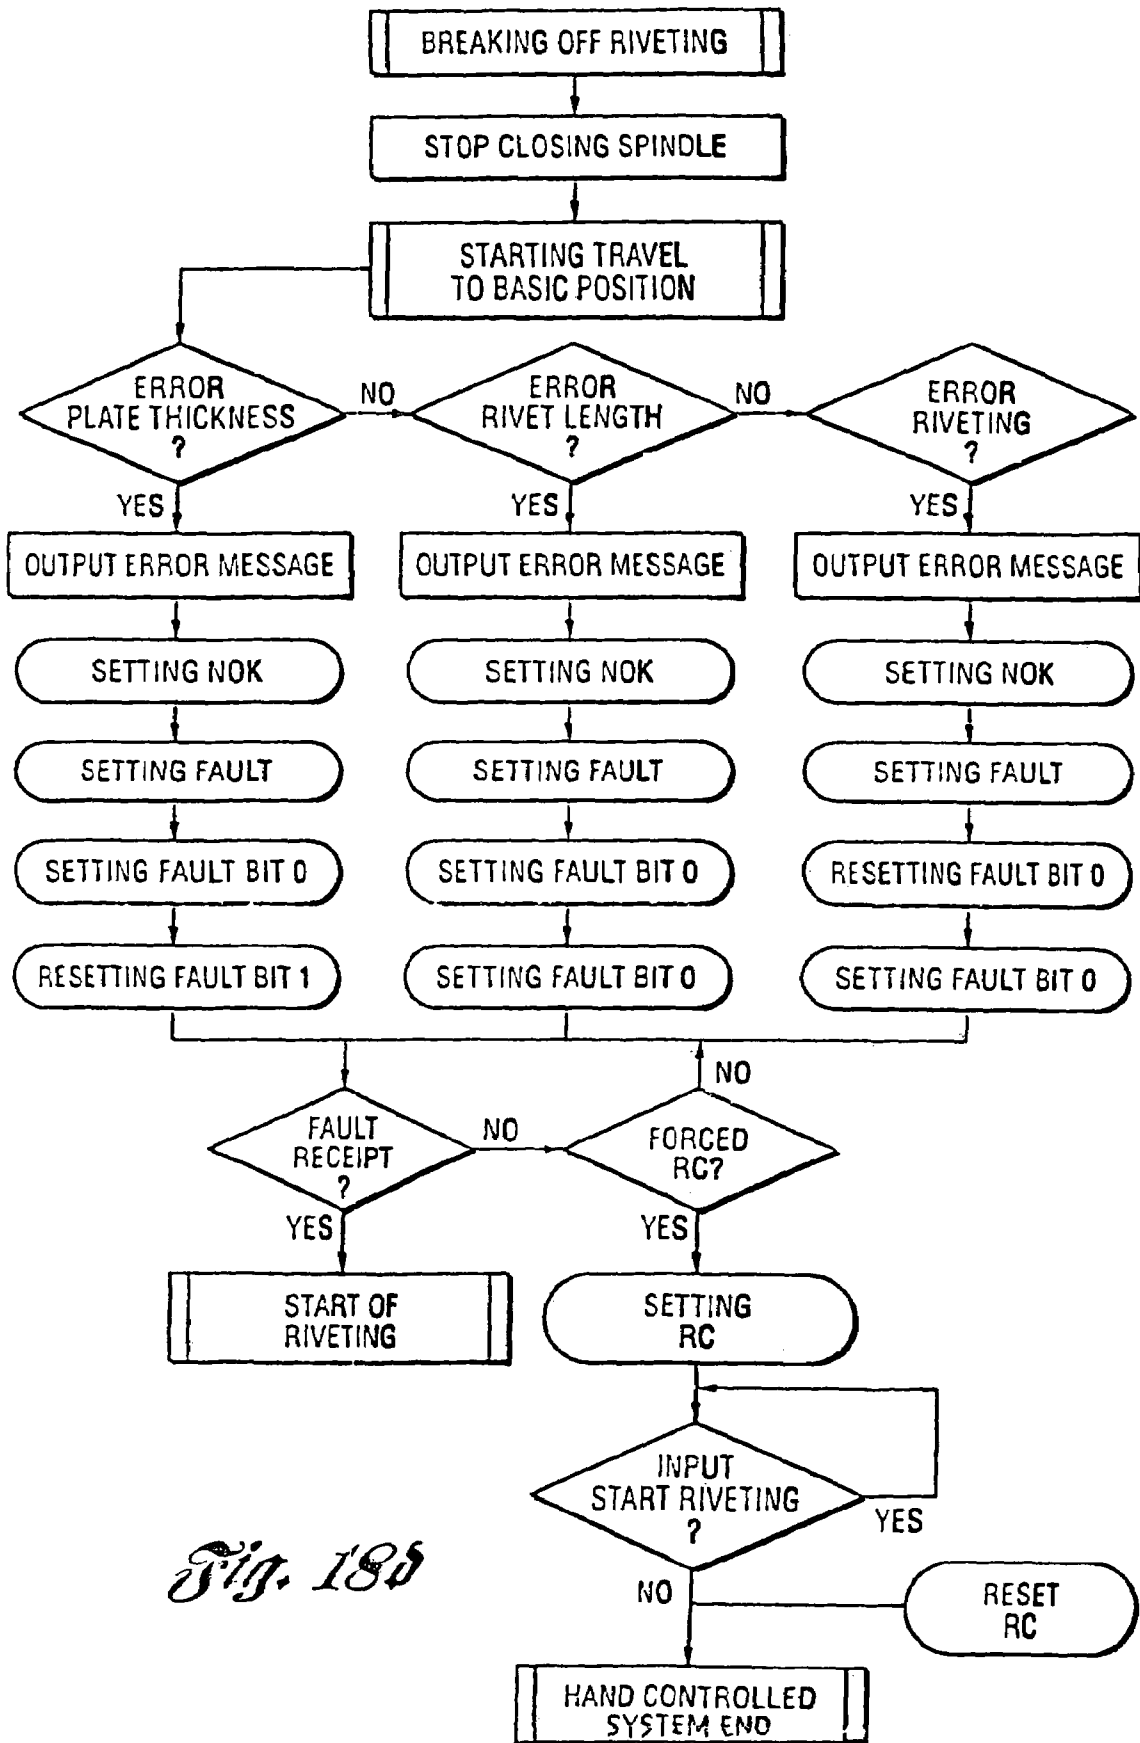 BREAKING OFF RIVETING
STOP CLOSING SPINDLE
STARTING TRAVEL
TO BASIC POSITION
ERROR
PLATE THICKNESS
?
NO
ERROR
RIVET LENGTH
?
NO
ERROR
RIVETING
?
YES
YES
YES
OUTPUT ERROR MESSAGE
OUTPUT ERROR MESSAGE
OUTPUT ERROR MESSAGE
SETTING NOK
SETTING NOK
SETTING NOK
SETTING FAULT
SETTING FAULT
SETTING FAULT
SETTING FAULT BIT 0
SETTING FAULT BIT 0
RESETTING FAULT BIT 0
RESETTING FAULT BIT 1
SETTING FAULT BIT 0
SETTING FAULT BIT 0
NO
FAULT
RECEIPT
?
NO
FORCED
RC?
YES
YES
START OF
RIVETING
SETTING
RC
INPUT
START RIVETING
?
YES
Fig. 18d
NO
RESET
RC
HAND CONTROLLED
SYSTEM END